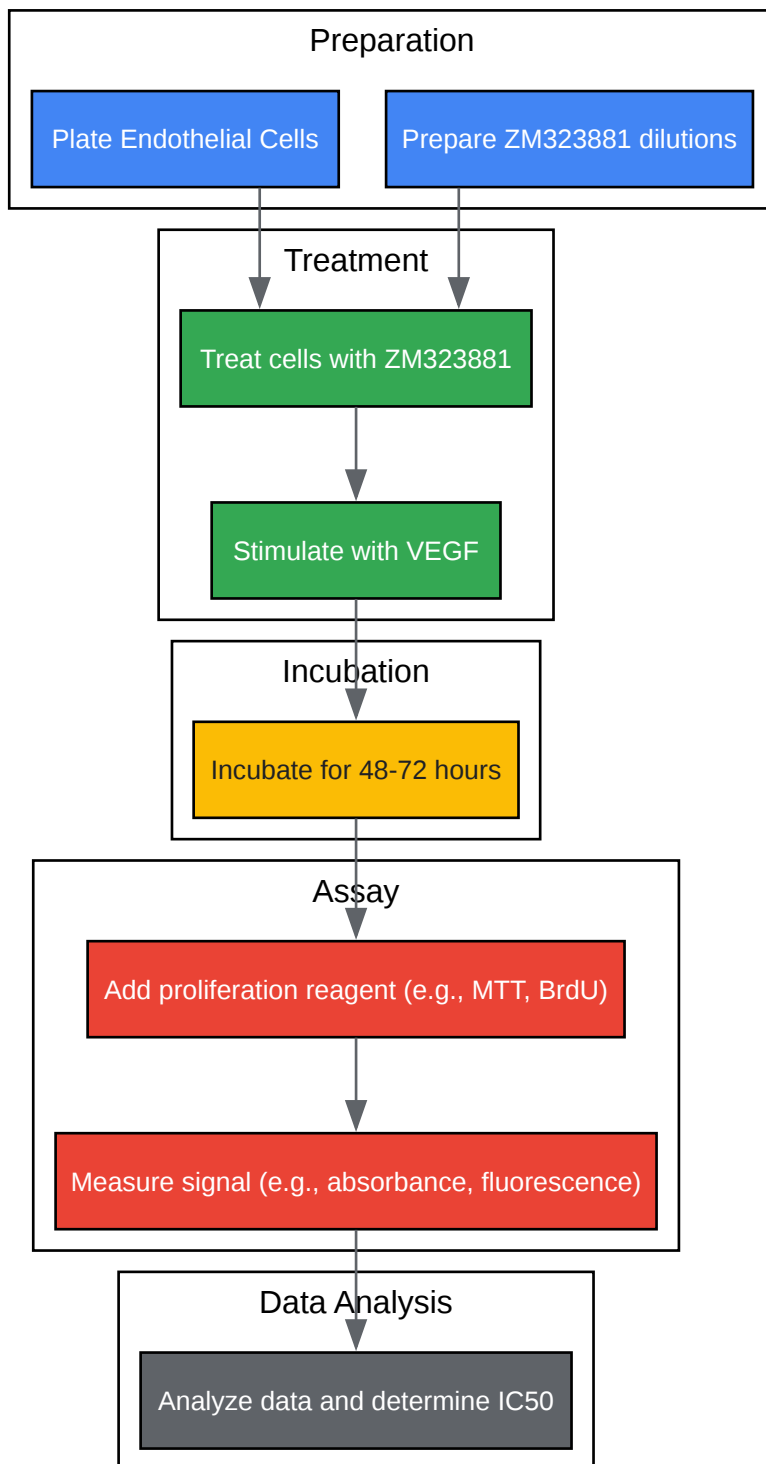 Preparation
Plate Endothelial Cells
Prepare ZM323881 dilutions
Treatment
Treat cells with ZM323881
Stimulate with VEGF
Incubation
Incubate for 48-72 hours
Assay
Add proliferation reagent (e.g., MTT, BrdU)
Measure signal (e.g., absorbance, fluorescence)
Data Analysis
Analyze data and determine IC50